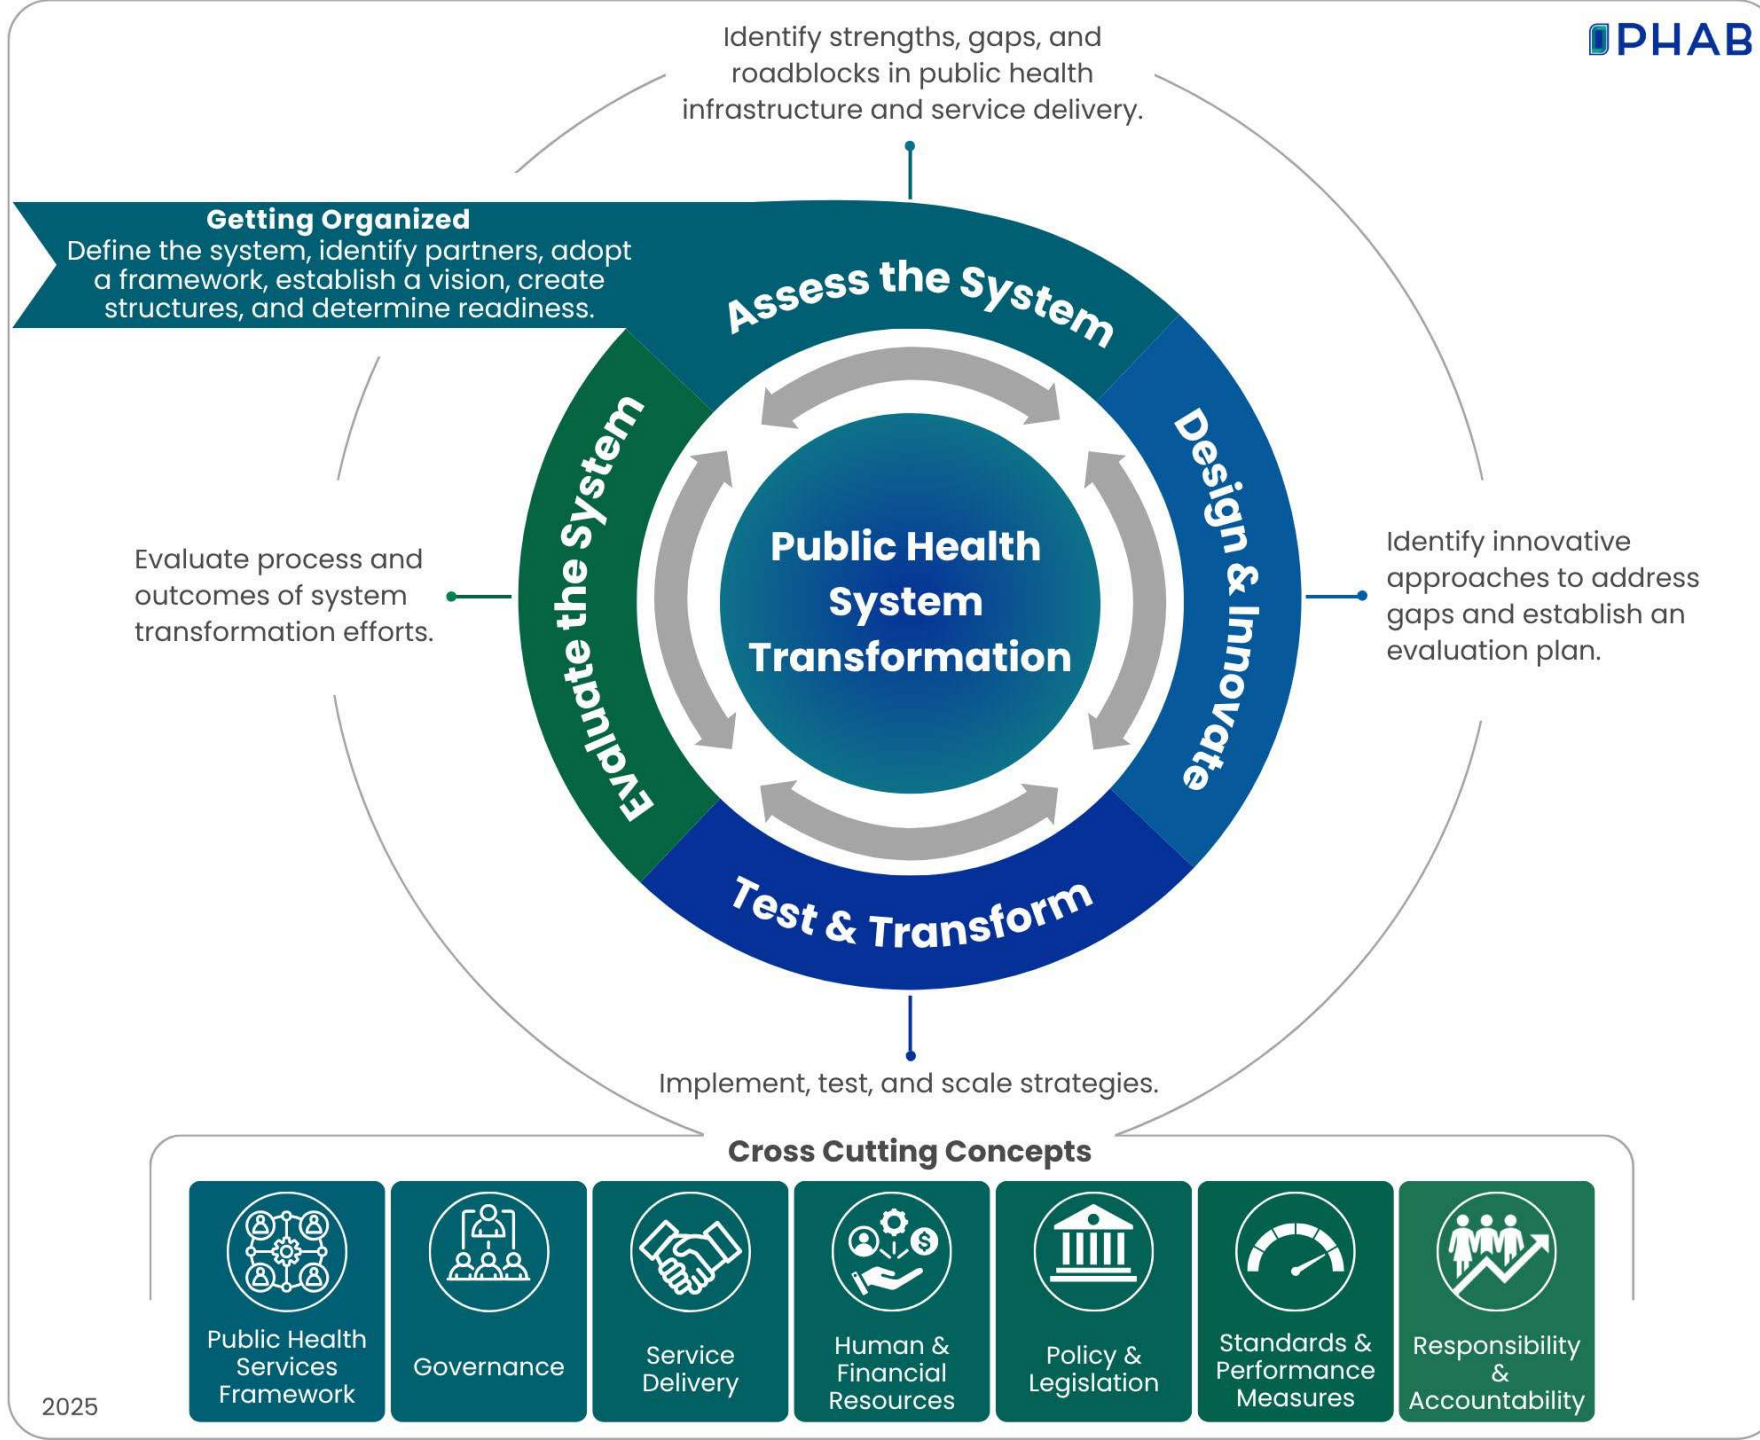 PHAB
Identify strengths, gaps, and
roadblocks in public health
infrastructure and service delivery.
Getting Organized
Define the system, identify partners, adopt
a framework, establish a vision, create
structures, and determine readiness.
Assess the System
Design & Innovate
Identify innovative
approaches to address
gaps and establish an
evaluation plan.
Test & Transform
Implement, test, and scale strategies.
Evaluate the System
Evaluate process and
outcomes of system
transformation efforts.
Public Health
System
Transformation
Cross Cutting Concepts
Public Health
Services
Framework
Governance
Service
Delivery
Human &
Financial
Resources
Policy &
Legislation
Standards &
Performance
Measures
Responsibility
&
Accountability
$
2025